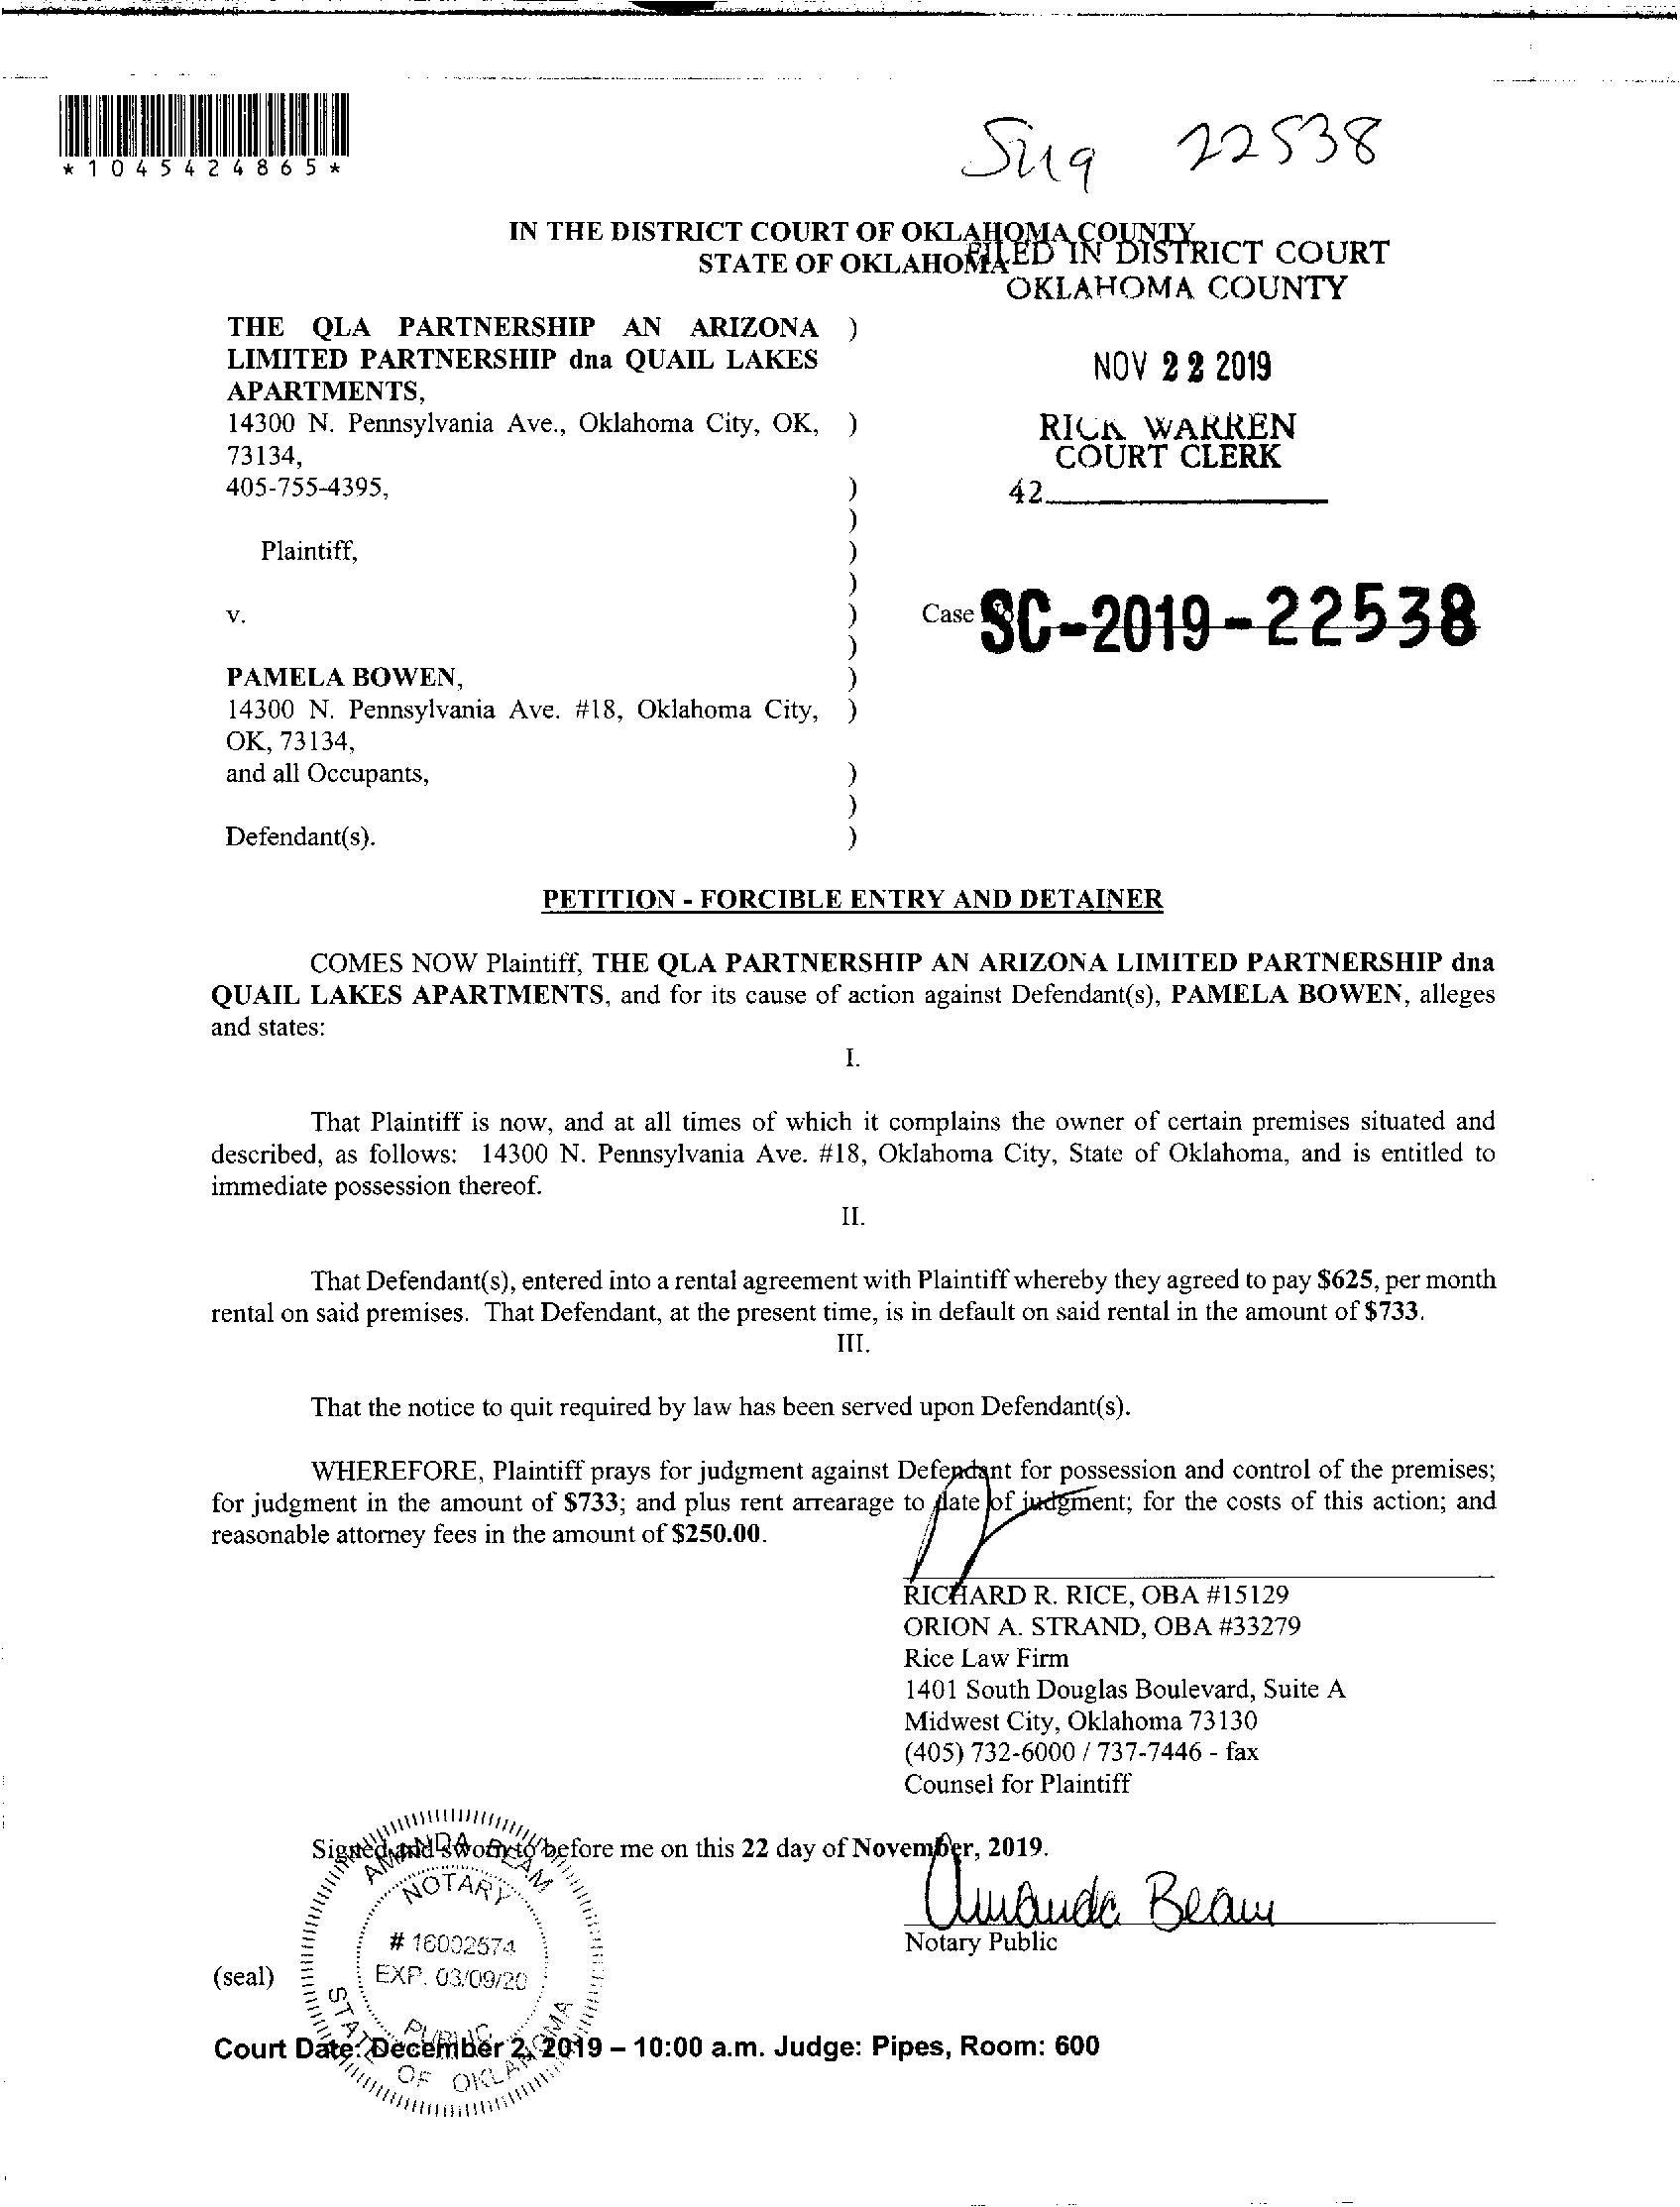 *1045424865*
22538
IN THE DISTRICT COURT OF OKLAHOMA COUNTY
STATE OF OKLAHOMA
FILED IN DISTRICT COURT
OKLAHOMA COUNTY
THE QLA PARTNERSHIP AN ARIZONA )
LIMITED PARTNERSHIP dna QUAIL LAKES
APARTMENTS,
NOV 22 2019
14300 N. Pennsylvania Ave., Oklahoma City, OK, )
73134,
RICK WARREN
COURT CLERK
405-755-4395, )
42
)
Plaintiff, )
)
v. )
Case SC-2019-22538
)
PAMELA BOWEN, )
14300 N. Pennsylvania Ave. #18, Oklahoma City, )
OK, 73134,
and all Occupants, )
)
Defendant(s). )
PETITION - FORCIBLE ENTRY AND DETAINER
COMES NOW Plaintiff, THE QLA PARTNERSHIP AN ARIZONA LIMITED PARTNERSHIP dna
QUAIL LAKES APARTMENTS, and for its cause of action against Defendant(s), PAMELA BOWEN, alleges
and states:
I.
That Plaintiff is now, and at all times of which it complains the owner of certain premises situated and
described, as follows: 14300 N. Pennsylvania Ave. #18, Oklahoma City, State of Oklahoma, and is entitled to
immediate possession thereof.
II.
That Defendant(s), entered into a rental agreement with Plaintiff whereby they agreed to pay $625, per month
rental on said premises. That Defendant, at the present time, is in default on said rental in the amount of $733.
III.
That the notice to quit required by law has been served upon Defendant(s).
WHEREFORE, Plaintiff prays for judgment against Defendant for possession and control of the premises;
for judgment in the amount of $733; and plus rent arrearage to date of judgment; for the costs of this action; and
reasonable attorney fees in the amount of $250.00.
RICHARD R. RICE, OBA #15129
ORION A. STRAND, OBA #33279
Rice Law Firm
1401 South Douglas Boulevard, Suite A
Midwest City, Oklahoma 73130
(405) 732-6000 / 737-7446 - fax
Counsel for Plaintiff
Signed and sworn to before me on this 22 day of November, 2019.
Amanda Beam
Notary Public
AMANDA BEAM
NOTARY
# 16002574
EXP. 03/09/20
PUBLIC
STATE OF OKLAHOMA
(seal)
Court Date: December 2, 2019 – 10:00 a.m. Judge: Pipes, Room: 600